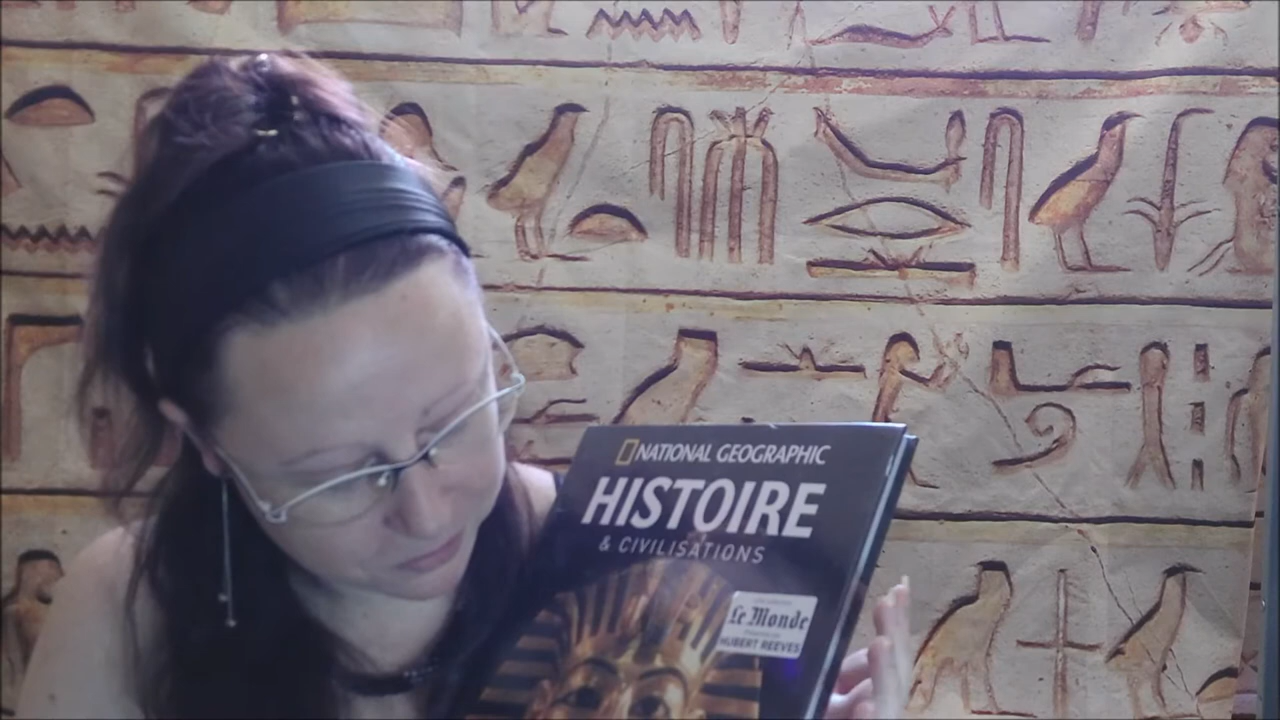 NATIONAL GEOGRAPHIC
HISTOIRE
& CIVILISATIONS
Le Monde
HUBERT REEVES